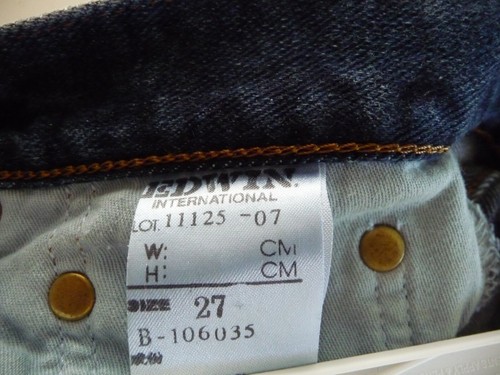 EDWIN.
INTERNATIONAL
LOT. 11125 -07
W: CM
H: CM
SIZE 27
B-106035